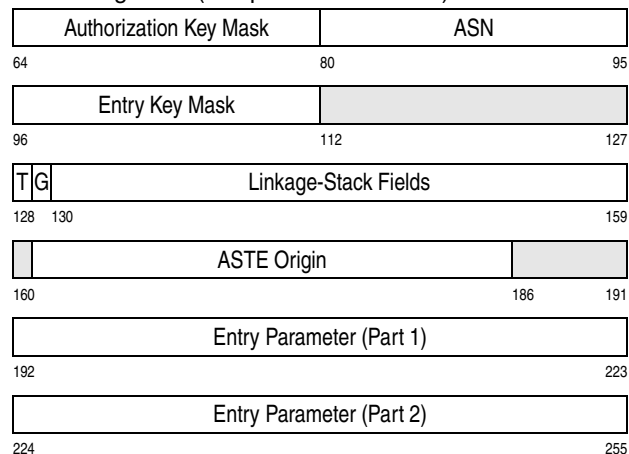 Authorization Key Mask ASN
64 80 95
Entry Key Mask
96 112 127
T G Linkage-Stack Fields
128 130 159
ASTE Origin
160 186 191
Entry Parameter (Part 1)
192 223
Entry Parameter (Part 2)
224 255